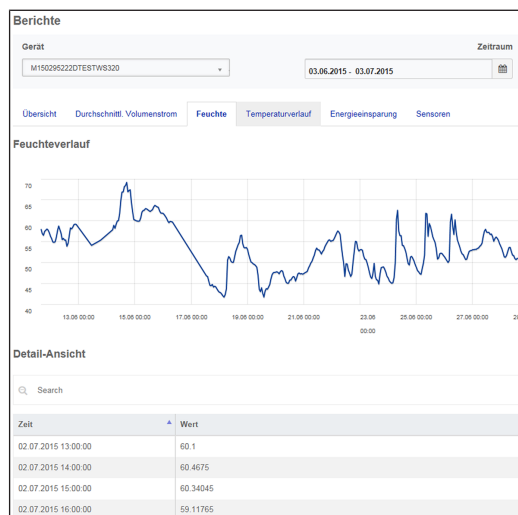 Berichte
Gerät Zeitraum
M150295222DTESTWS320 03.06.2015 - 03.07.2015
Übersicht Durchschnittl. Volumenstrom Feuchte Temperaturverlauf Energieeinsparung Sensoren
Feuchteverlauf
70
65
60
55
50
45
40
13.06 00:00 15.06 00:00 17.06 00:00 19.06 00:00 21.06 00:00 23.06 00:00 25.06 00:00 27.06 00:00
Detail-Ansicht
Search
Zeit Wert
02.07.2015 13:00:00 60.1
02.07.2015 14:00:00 60.4675
02.07.2015 15:00:00 60.34045
02.07.2015 16:00:00 59.11765